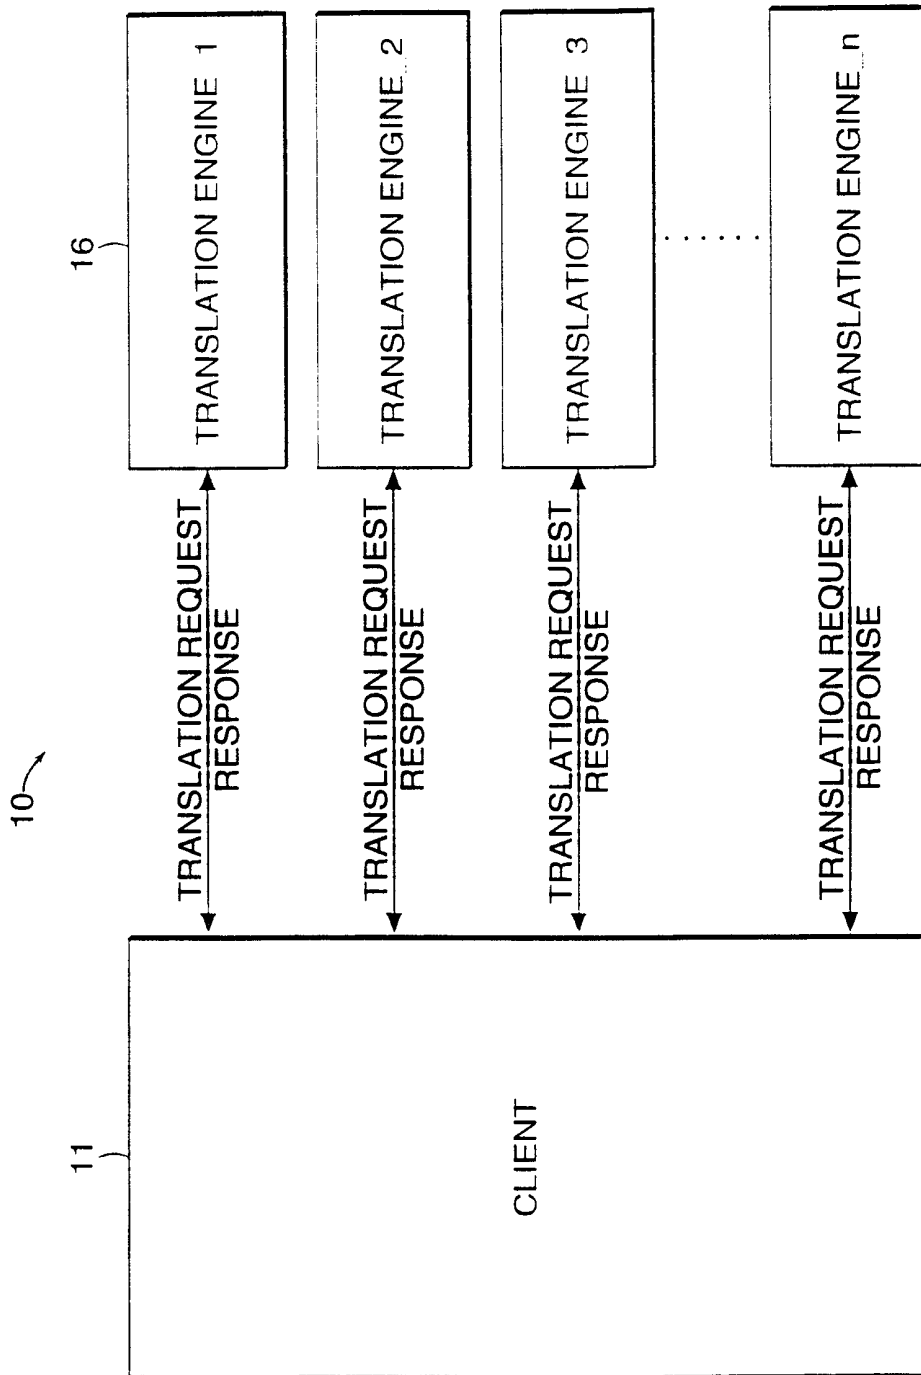 10
11
CLIENT
TRANSLATION REQUEST
RESPONSE
TRANSLATION REQUEST
RESPONSE
TRANSLATION REQUEST
RESPONSE
TRANSLATION REQUEST
RESPONSE
16
TRANSLATION ENGINE 1
TRANSLATION ENGINE 2
TRANSLATION ENGINE 3
TRANSLATION ENGINE n